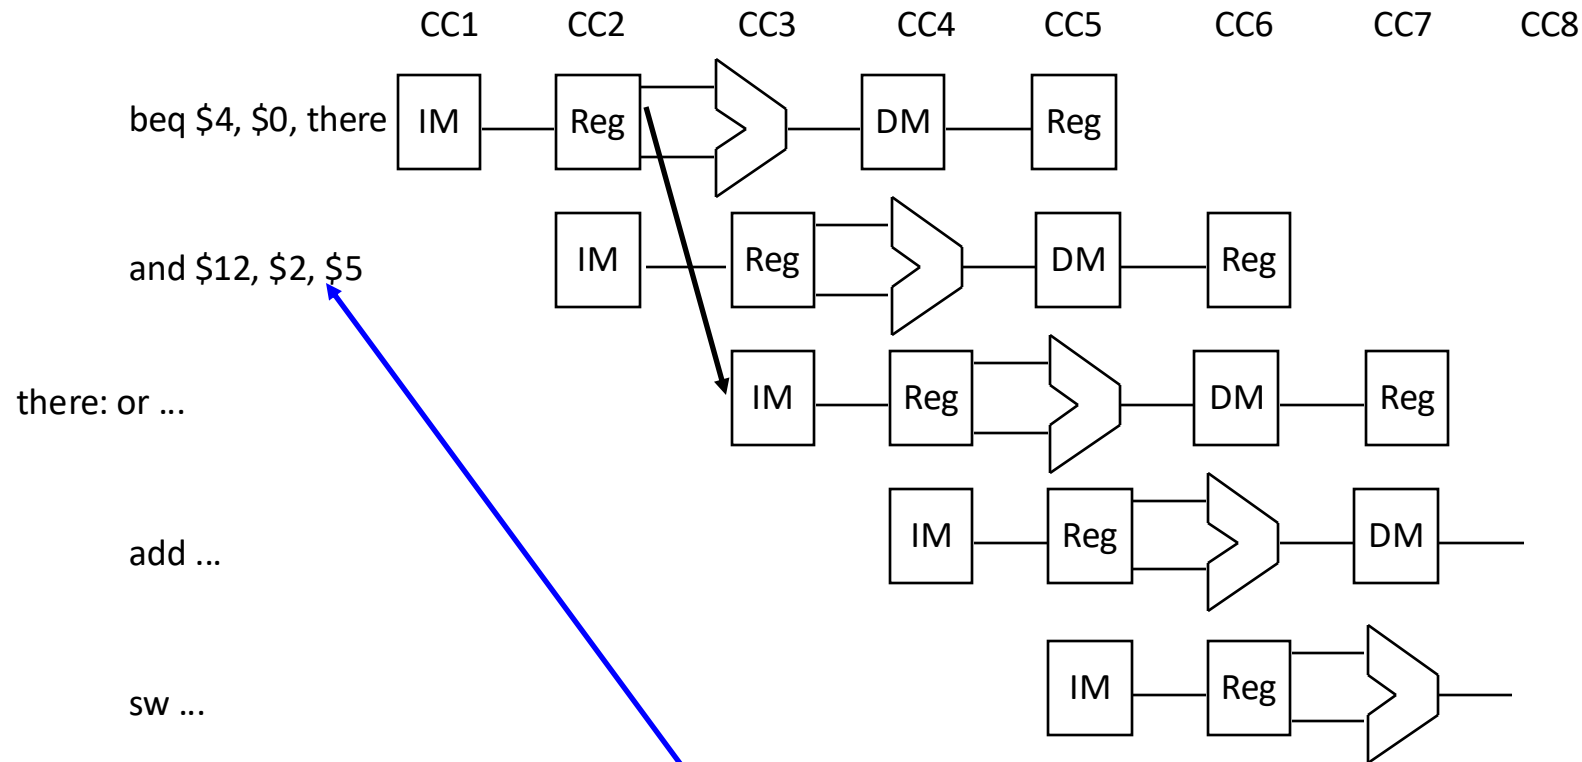 CC1 CC2 CC3 CC4 CC5 CC6 CC7 CC8
beq $4, $0, there IM Reg DM Reg
and $12, $2, $5 IM Reg DM Reg
there: or ... IM Reg DM Reg
add ... IM Reg DM
sw ... IM Reg